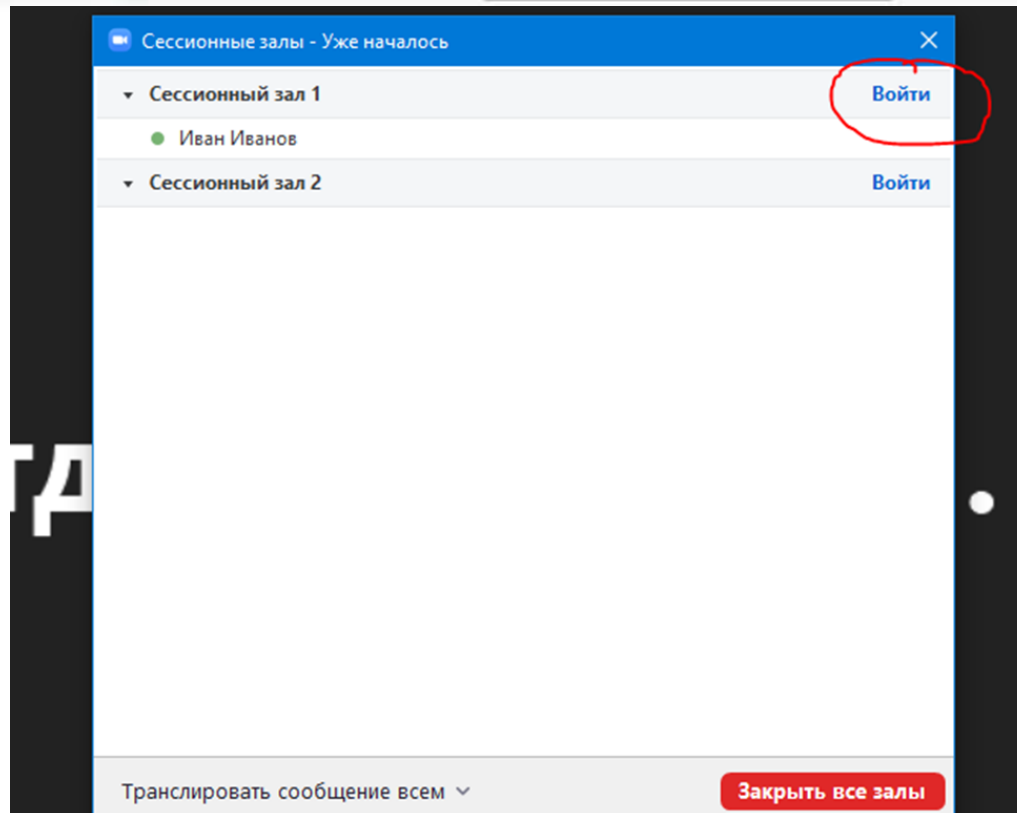 Сессионные залы - Уже началось
Сессионный зал 1 Войти
Иван Иванов
Сессионный зал 2 Войти
Транслировать сообщение всем Закрыть все залы